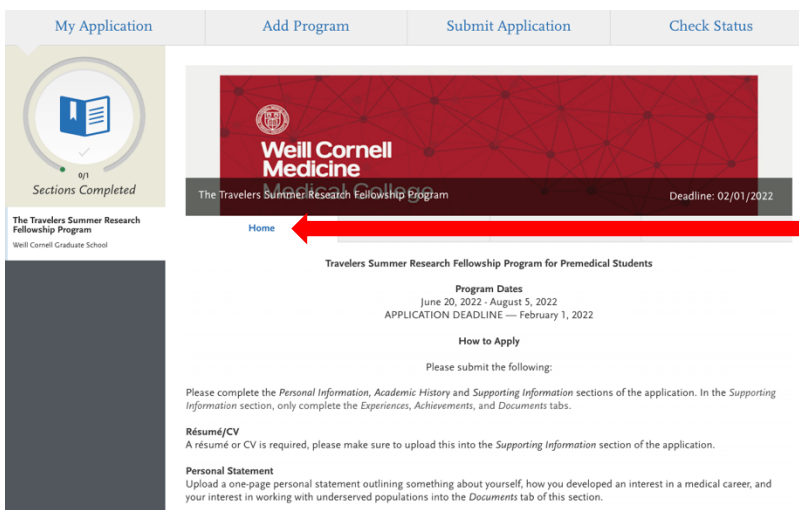 My Application
Add Program
Submit Application
Check Status
Weill Cornell
Medicine
Medical College
The Travelers Summer Research Fellowship Program
Deadline: 02/01/2022
0/1
Sections Completed
The Travelers Summer Research
Fellowship Program
Weill Cornell Graduate School
Home
Travelers Summer Research Fellowship Program for Premedical Students
Program Dates
June 20, 2022 - August 5, 2022
APPLICATION DEADLINE — February 1, 2022
How to Apply
Please submit the following:
Please complete the Personal Information, Academic History and Supporting Information sections of the application. In the Supporting
Information section, only complete the Experiences, Achievements, and Documents tabs.
Résumé/CV
A résumé or CV is required, please make sure to upload this into the Supporting Information section of the application.
Personal Statement
Upload a one-page personal statement outlining something about yourself, how you developed an interest in a medical career, and
your interest in working with underserved populations into the Documents tab of this section.